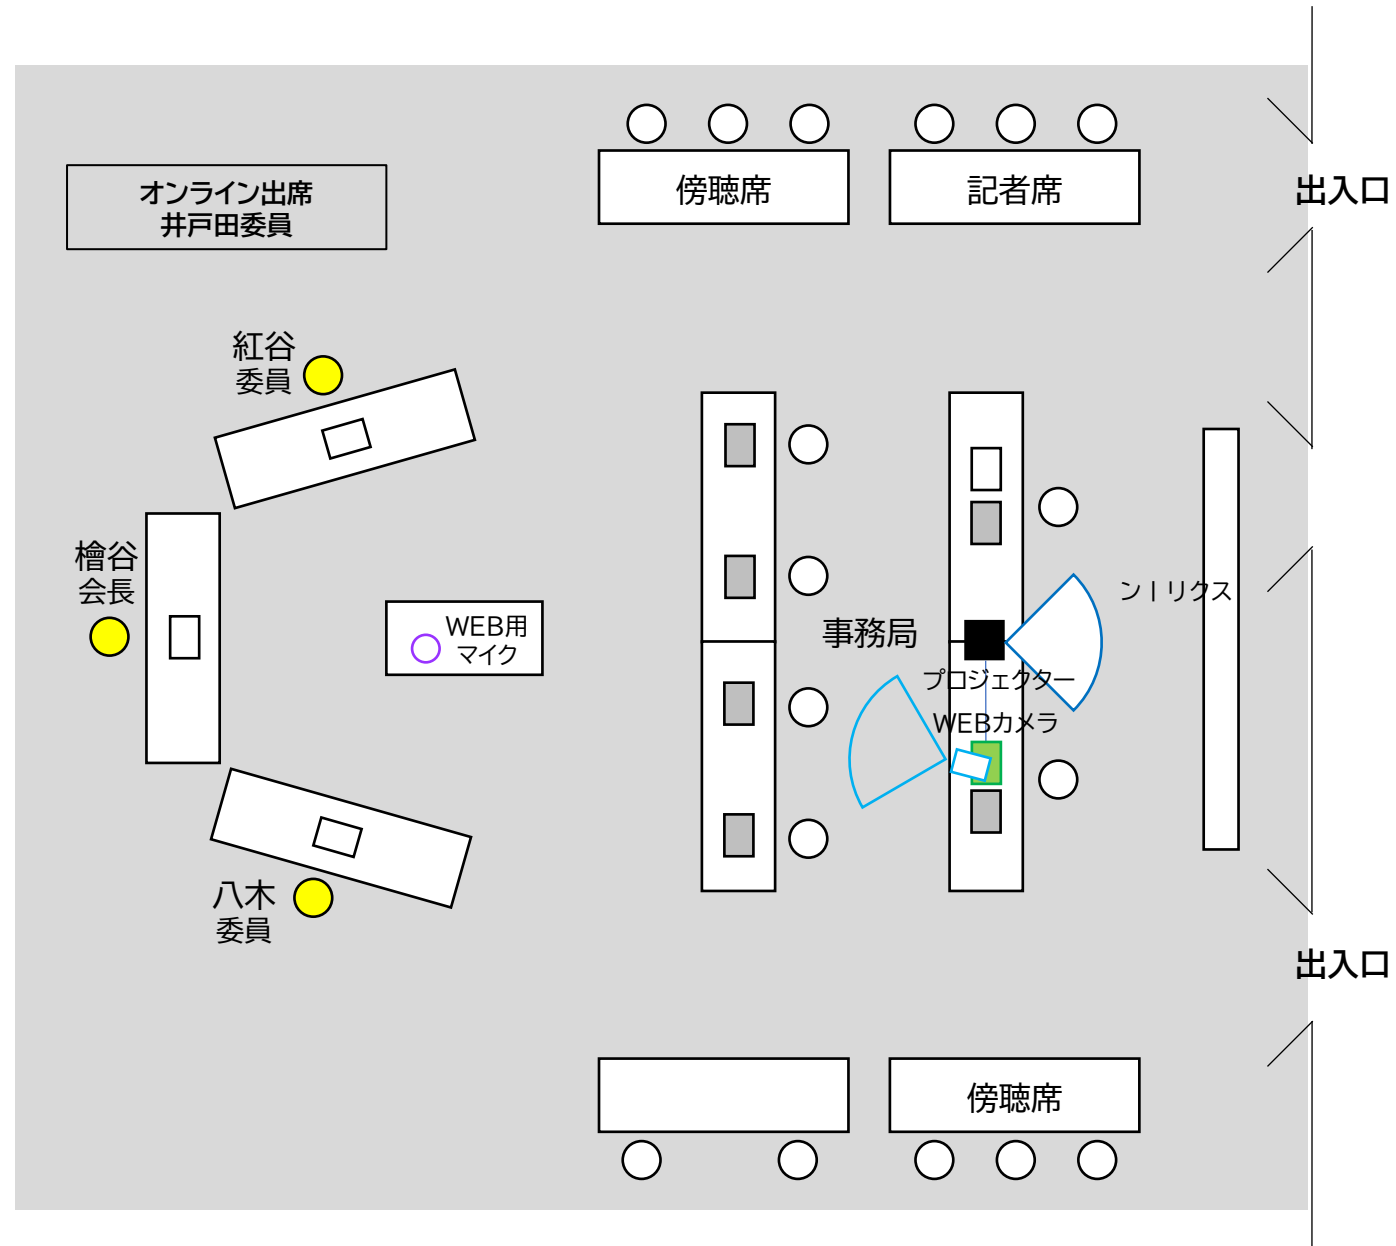 傍聴席
記者席
オンライン出席
井戸田委員
出入口
紅谷
委員
檜谷
会長
WEB用
マイク
事務局
ン｜リクス
プロジェクター
WEBカメラ
八木
委員
出入口
傍聴席